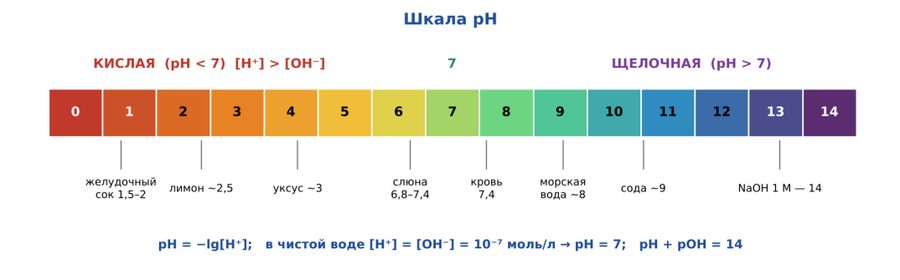 Шкала pH
КИСЛАЯ (pH < 7) [H⁺] > [OH⁻]
7
ЩЕЛОЧНАЯ (pH > 7)
0 1 2 3 4 5 6 7 8 9 10 11 12 13 14
желудочный
сок 1,5–2
лимон ~2,5
уксус ~3
слюна
6,8–7,4
кровь
7,4
морская
вода ~8
сода ~9
NaOH 1 М — 14
pH = −lg[H⁺]; в чистой воде [H⁺] = [OH⁻] = 10⁻⁷ моль/л → pH = 7; pH + pOH = 14